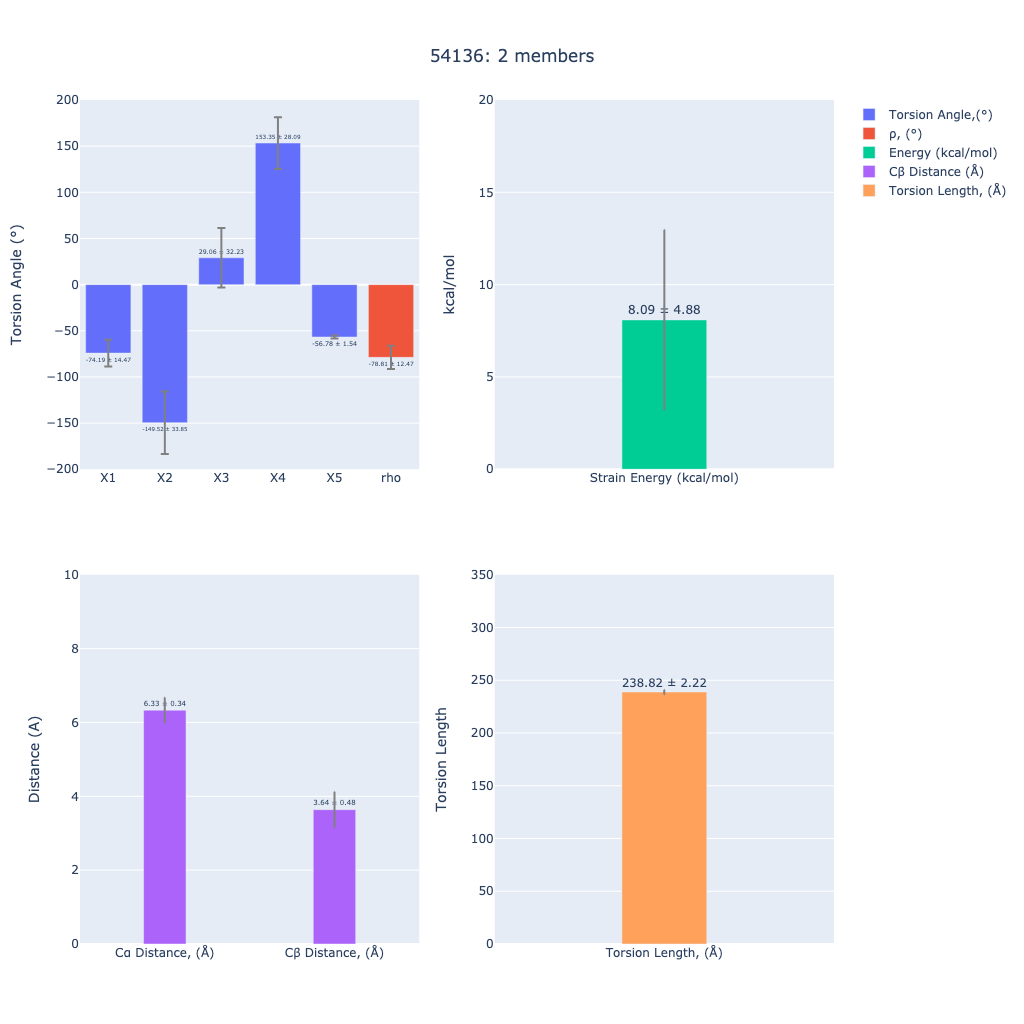 54136: 2 members
Torsion Angle (°)
200
150
100
50
0
−50
−100
−150
−200
-74.19 ± 14.47
-149.52 ± 33.85
29.06 ± 32.23
153.35 ± 28.09
-56.78 ± 1.54
-78.81 ± 12.47
X1 X2 X3 X4 X5 rho
kcal/mol
20
15
10
5
0
8.09 ± 4.88
Strain Energy (kcal/mol)
Torsion Angle,(°)
ρ, (°)
Energy (kcal/mol)
Cβ Distance (Å)
Torsion Length, (Å)
Distance (A)
10
8
6
4
2
0
6.33 ± 0.34
3.64 ± 0.48
Cα Distance, (Å) Cβ Distance, (Å)
Torsion Length
350
300
250
200
150
100
50
0
238.82 ± 2.22
Torsion Length, (Å)